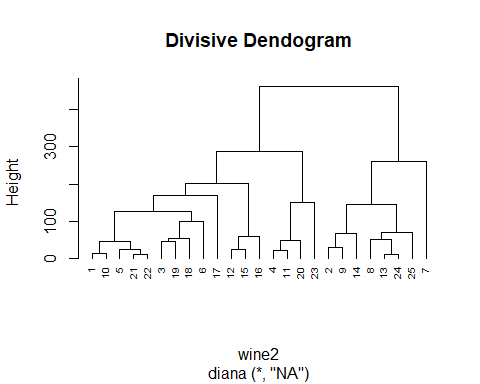 Divisive Dendogram
Height
300
100
0
1 10 5 21 22 3 19 18 6 17 12 15 16 4 11 20 23 2 9 14 8 13 24 25 7
wine2
diana (*, "NA")